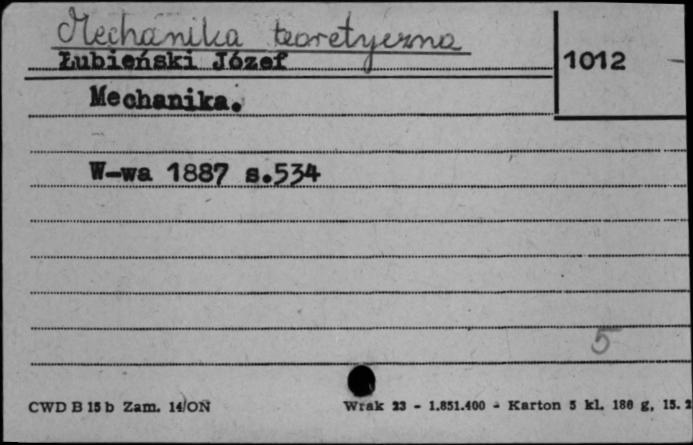 Mechanika teoretyczna
Łubieński Józef
1012
Mechanika.
W-wa 1887 s.534
5
CWD B 15 b Zam. 14/ON Wrak 23 - 1.851.400 - Karton 5 kl. 180 g, 15. 2